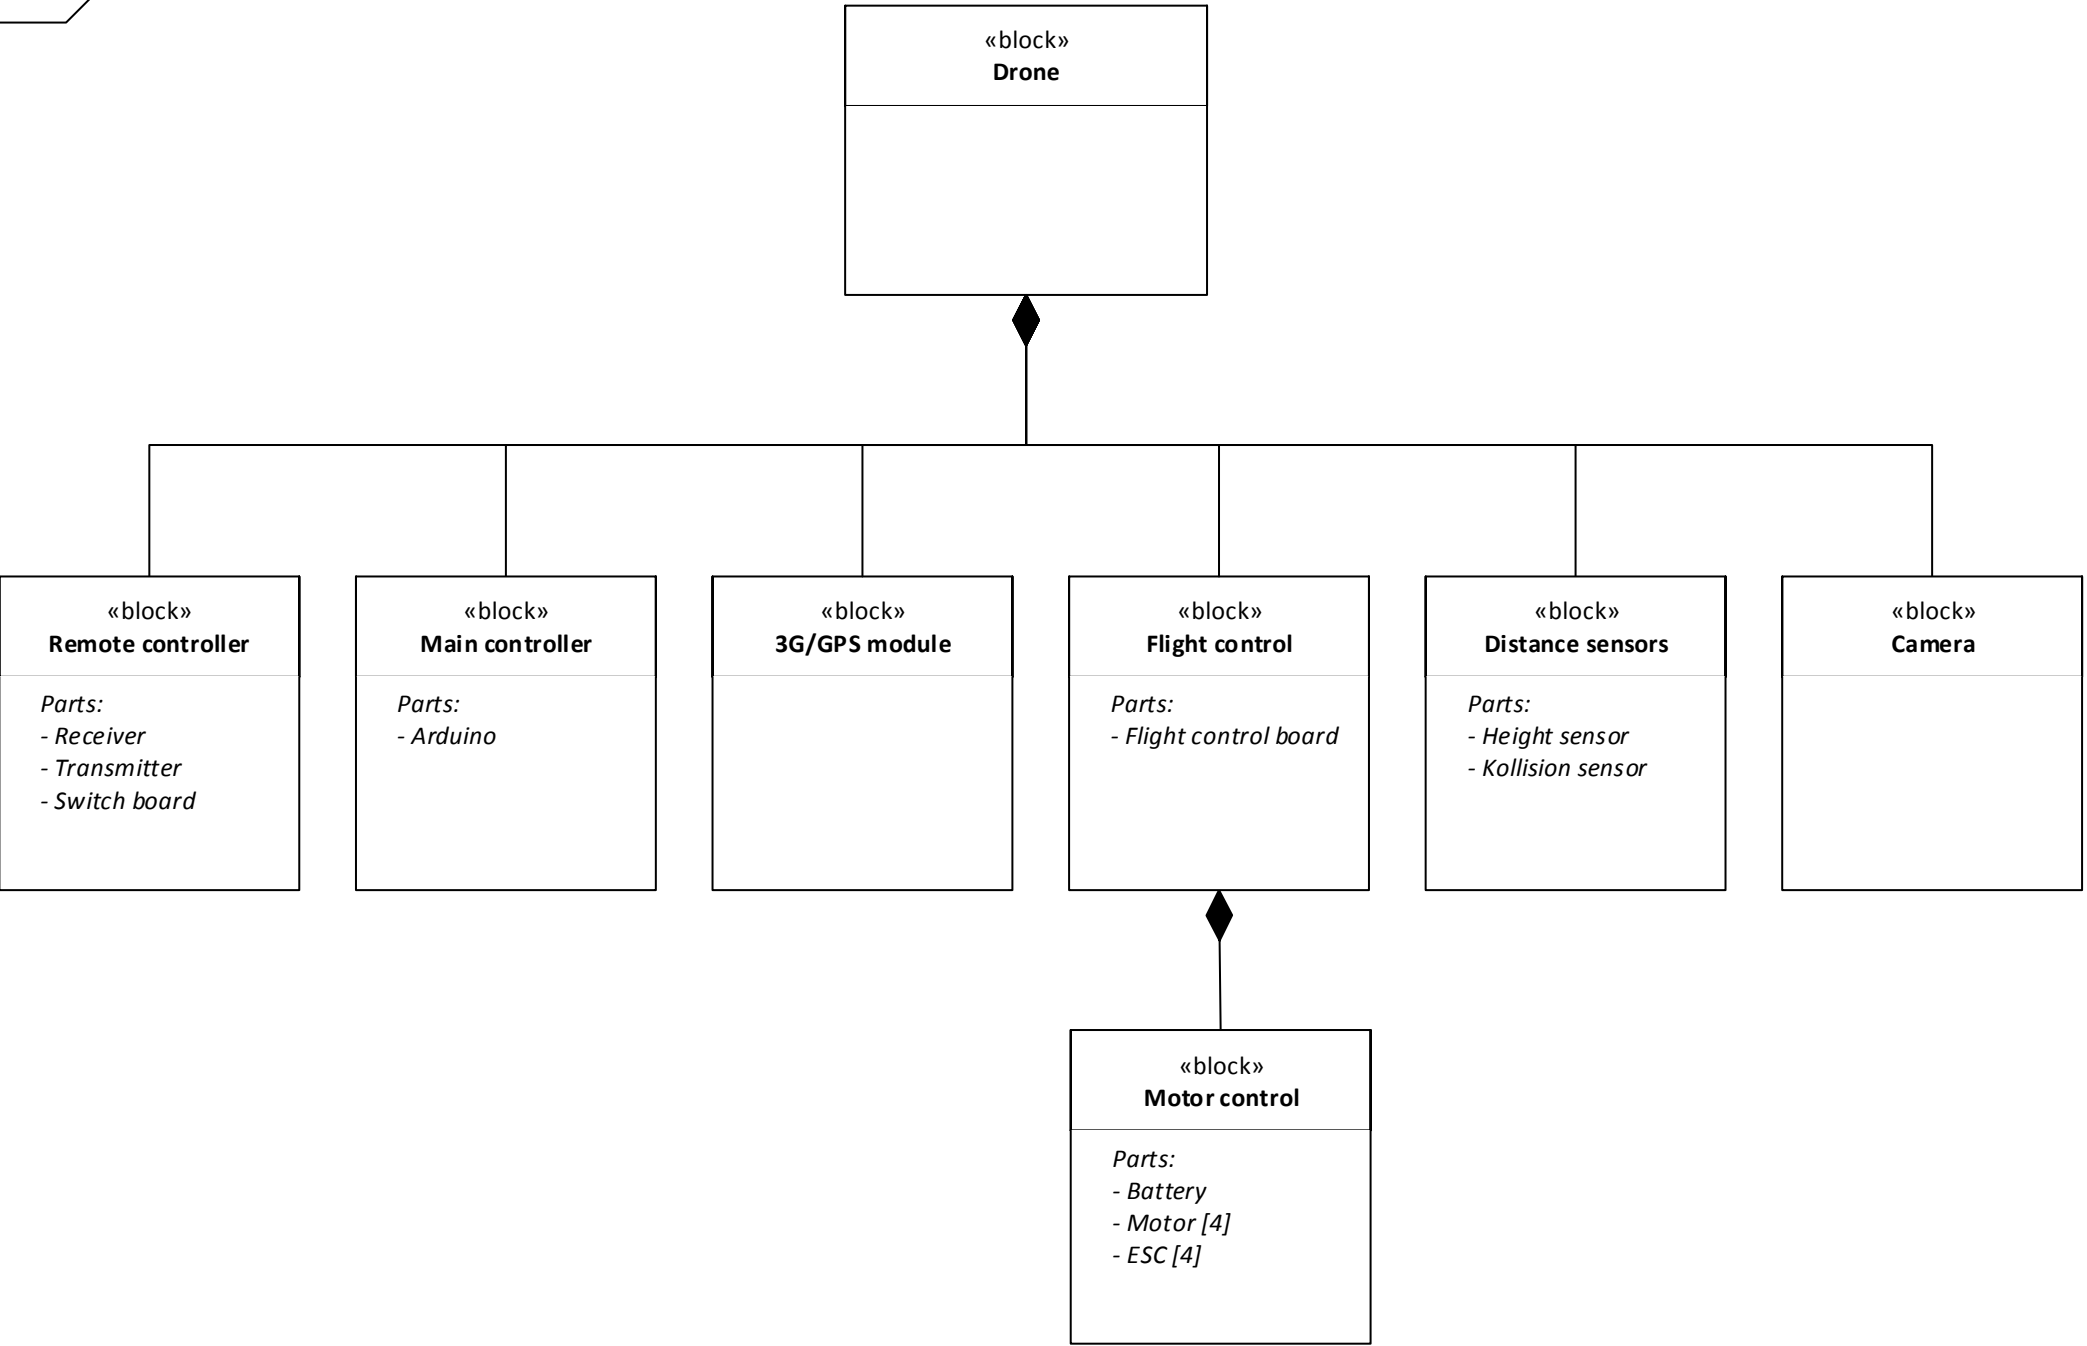 «block»
Drone
«block»
Remote controller
Parts:
- Receiver
- Transmitter
- Switch board
«block»
Main controller
Parts:
- Arduino
«block»
3G/GPS module
«block»
Flight control
Parts:
- Flight control board
«block»
Distance sensors
Parts:
- Height sensor
- Kollision sensor
«block»
Camera
«block»
Motor control
Parts:
- Battery
- Motor [4]
- ESC [4]